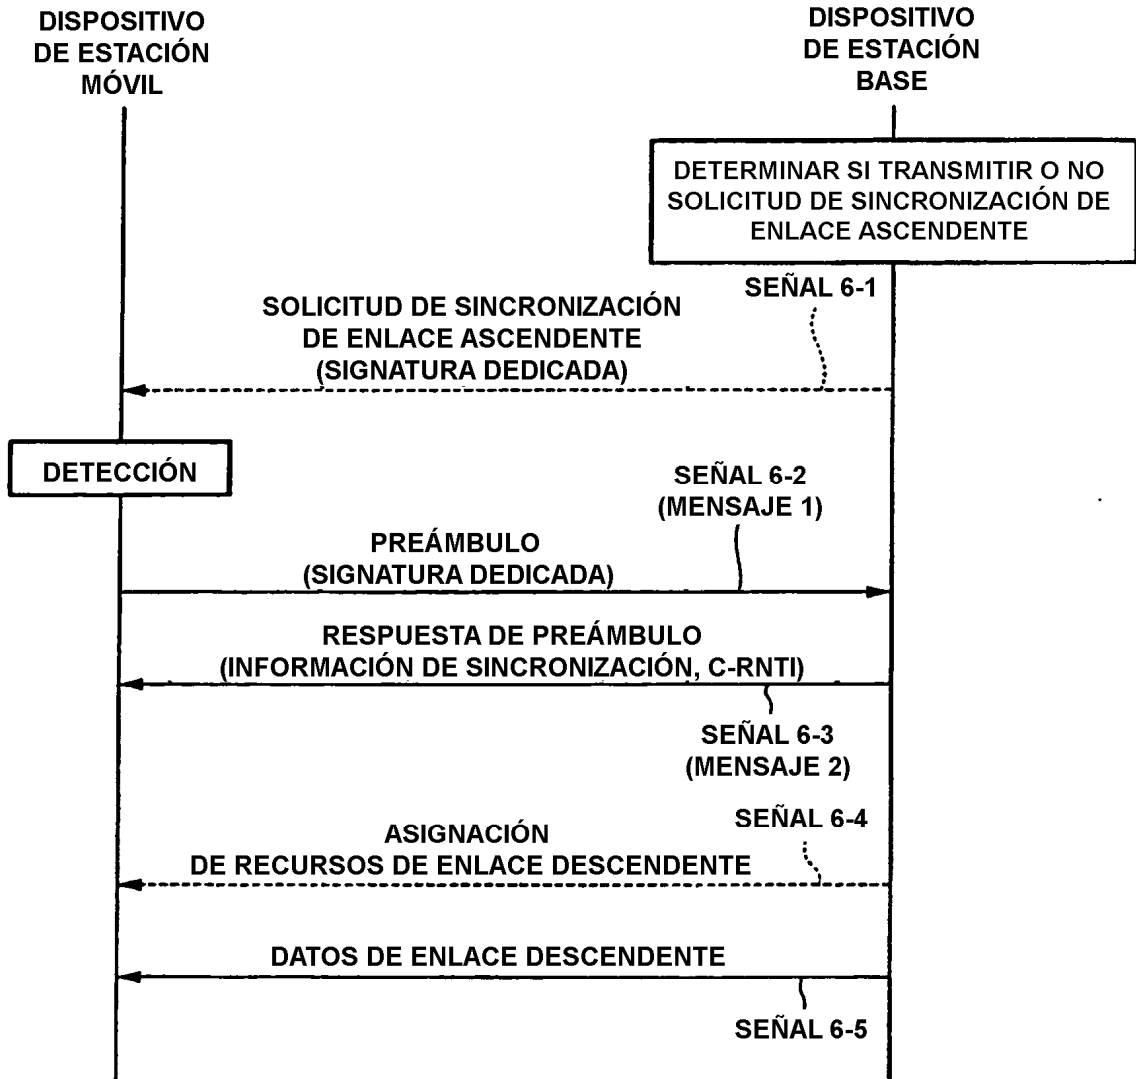 DISPOSITIVO
DE ESTACIÓN
MÓVIL
DISPOSITIVO
DE ESTACIÓN
BASE
DETERMINAR SI TRANSMITIR O NO
SOLICITUD DE SINCRONIZACIÓN DE
ENLACE ASCENDENTE
SEÑAL 6-1
SOLICITUD DE SINCRONIZACIÓN
DE ENLACE ASCENDENTE
(SIGNATURA DEDICADA)
DETECCIÓN
SEÑAL 6-2
(MENSAJE 1)
PREÁMBULO
(SIGNATURA DEDICADA)
RESPUESTA DE PREÁMBULO
(INFORMACIÓN DE SINCRONIZACIÓN, C-RNTI)
SEÑAL 6-3
(MENSAJE 2)
SEÑAL 6-4
ASIGNACIÓN
DE RECURSOS DE ENLACE DESCENDENTE
DATOS DE ENLACE DESCENDENTE
SEÑAL 6-5